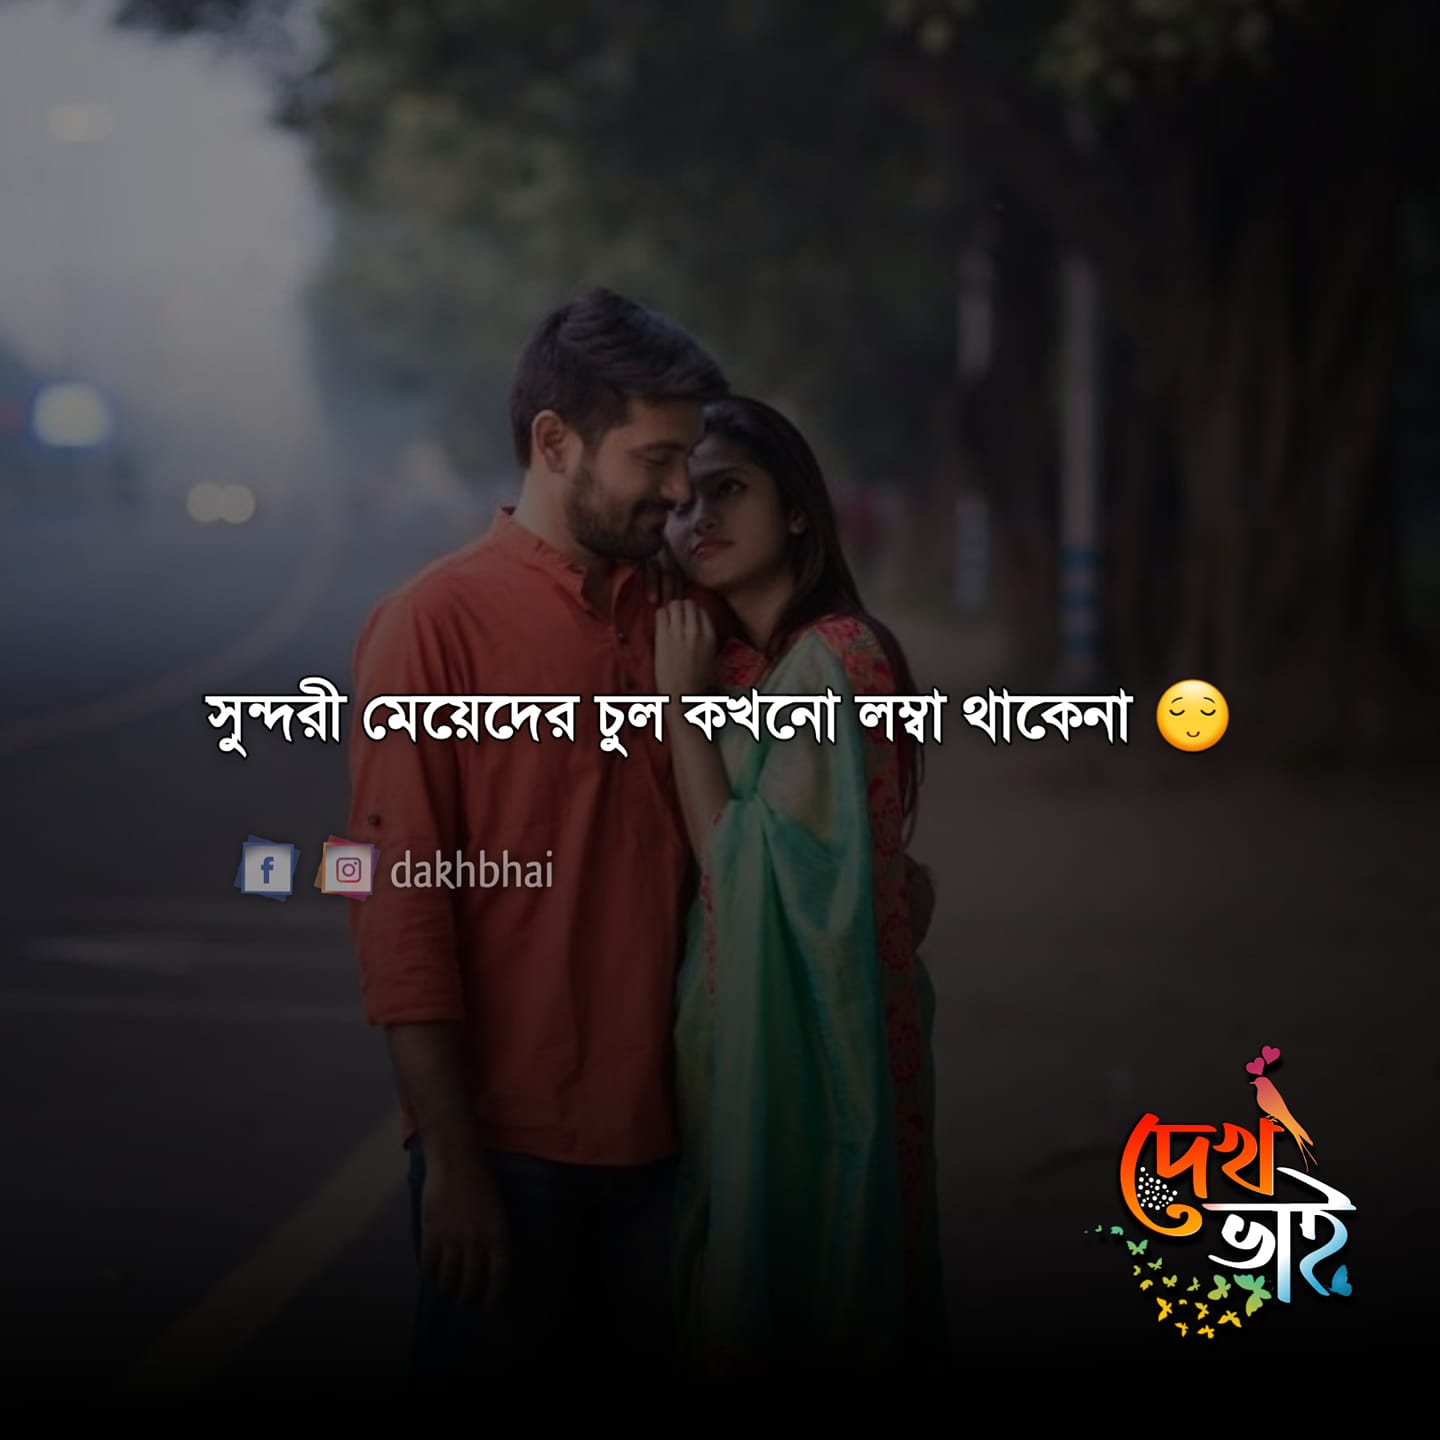 সুন্দরী মেয়েদের চুল কখনো লম্বা থাকেনা 😌
dakhbhai
দেখ
ভাই